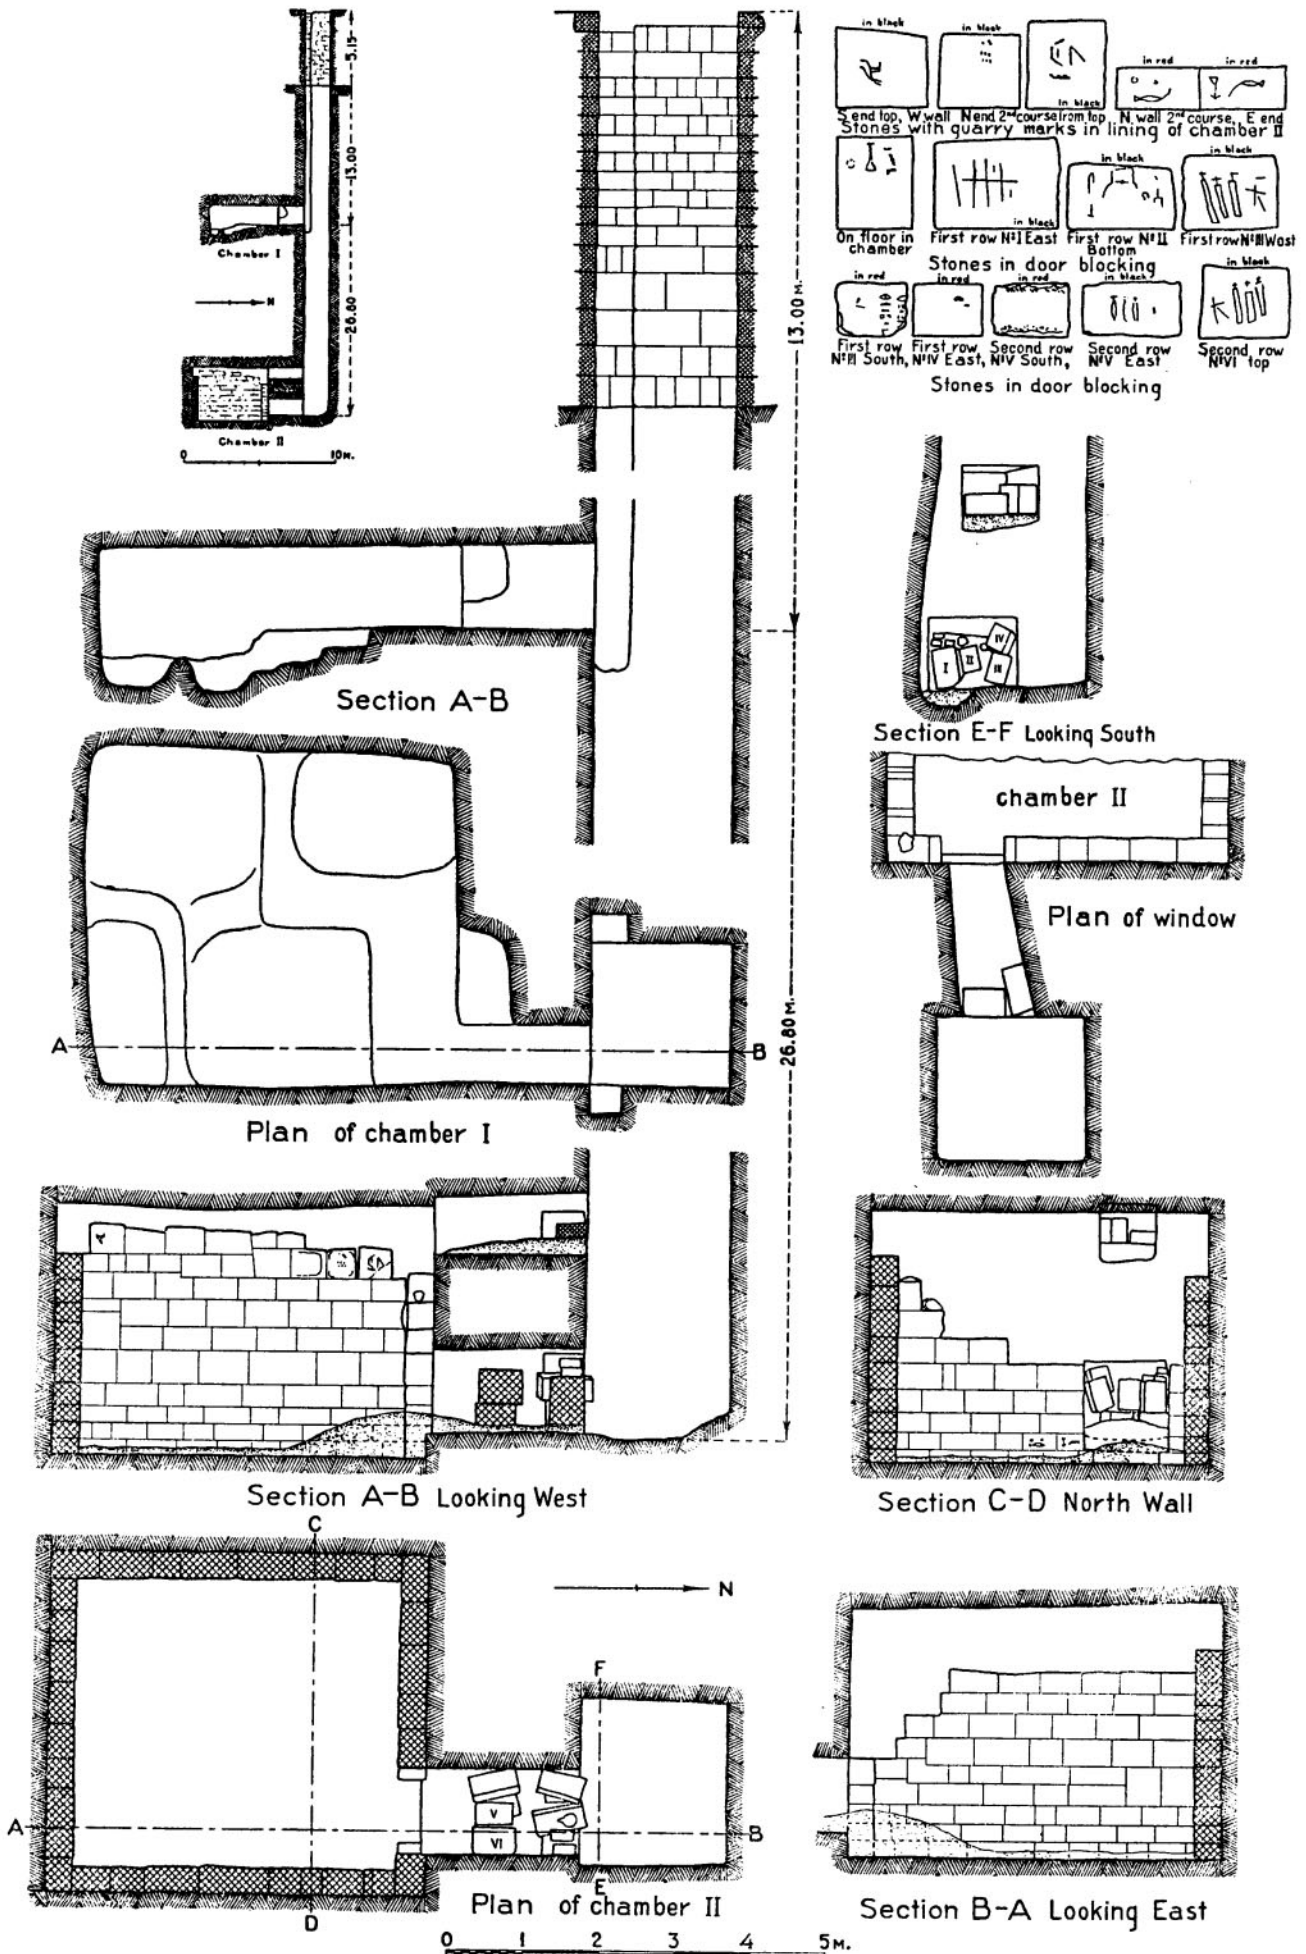 5.15
13.00
26.80
Chamber I
N
Chamber II
0 10 M.
13.00 M.
26.80 M.
in black
in black
in black
in red
in red
S end top, W. wall N end 2nd course from top N. wall 2nd course, E end
Stones with quarry marks in lining of chamber II
in black
in black
in black
On floor in chamber
First row Nº I East
First row Nº II Bottom
First row Nº III West
Stones in door blocking
in red
in red
in red
in black
in black
First row Nº III South,
First row Nº IV East,
Second row Nº V South,
Second row Nº V East
Second row Nº VI top
Stones in door blocking
Section A-B
I II III IV
Section E-F Looking South
chamber II
Plan of window
A B
Plan of chamber I
Section A-B Looking West
Section C-D North Wall
C
N
F
A B
V
VI
E
D
Plan of chamber II
Section B-A Looking East
0 1 2 3 4 5 M.